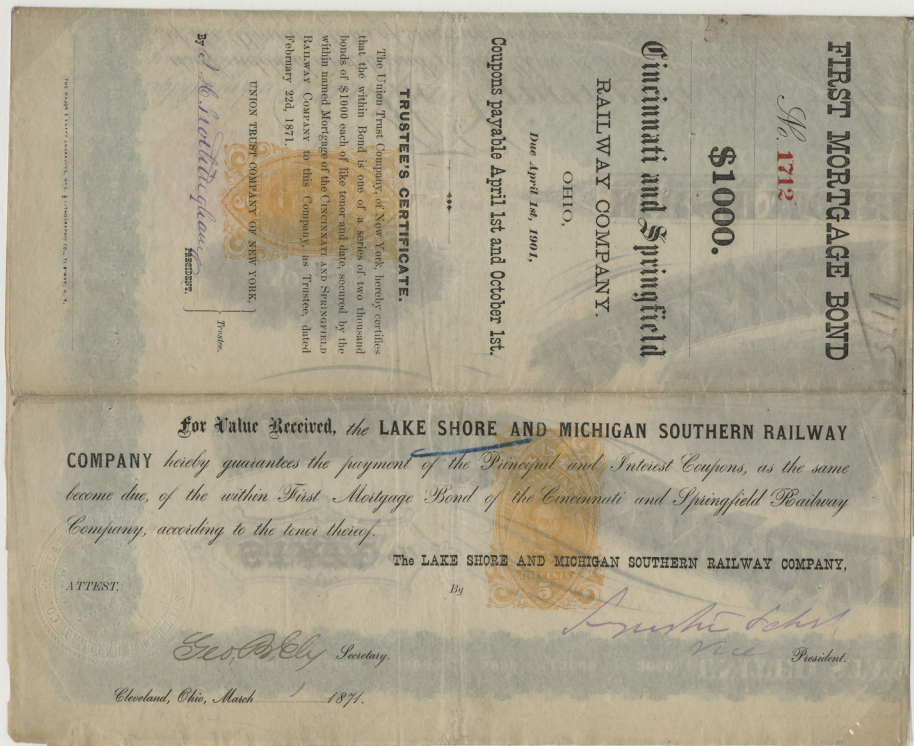 FIRST MORTGAGE BOND
No. 1712
$1000.
Cincinnati and Springfield
RAILWAY COMPANY.
OHIO,
Due April 1st, 1901,
Coupons payable April 1st and October 1st.
TRUSTEE'S CERTIFICATE.
The Union Trust Company, of New York, hereby certifies
that the within Bond is one of a series of two thousand
bonds of $1000 each of like tenor and date, secured by the
within named Mortgage of the CINCINNATI AND SPRINGFIELD
RAILWAY COMPANY to this Company, as Trustee, dated
February 22d, 1871.
UNION TRUST COMPANY OF NEW YORK,
Trustee.
By
PRESIDENT.
For Value Received, the LAKE SHORE AND MICHIGAN SOUTHERN RAILWAY
COMPANY hereby guarantees the payment of the Principal and Interest Coupons, as the same
become due, of the within First Mortgage Bond of the Cincinnati and Springfield Railway
Company, according to the tenor thereof.
The LAKE SHORE AND MICHIGAN SOUTHERN RAILWAY COMPANY,
ATTEST,
By
Augustus Schell
Vice President.
Geo. B. Ely Secretary.
Cleveland, Ohio, March 1 1871.